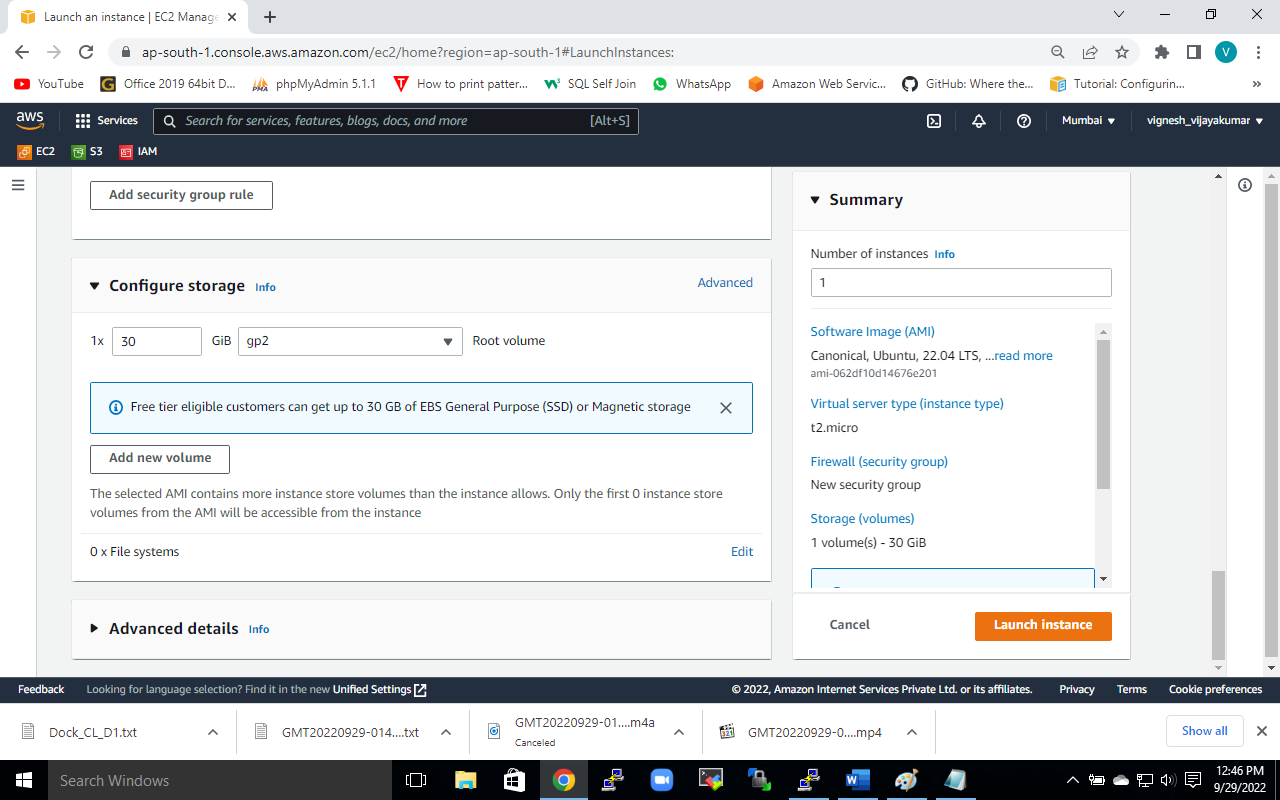 Launch an instance | EC2 Manage
ap-south-1.console.aws.amazon.com/ec2/home?region=ap-south-1#LaunchInstances:
V
YouTube
Office 2019 64bit D...
phpMyAdmin 5.1.1
How to print patter...
SQL Self Join
WhatsApp
Amazon Web Servic...
GitHub: Where the...
Tutorial: Configurin...
»
aws
Services
Search for services, features, blogs, docs, and more
[Alt+S]
Mumbai
vignesh_vijayakumar
EC2
S3
IAM
Add security group rule
Configure storage Info
Advanced
1x 30 GiB gp2 Root volume
Free tier eligible customers can get up to 30 GB of EBS General Purpose (SSD) or Magnetic storage
Add new volume
The selected AMI contains more instance store volumes than the instance allows. Only the first 0 instance store
volumes from the AMI will be accessible from the instance
0 x File systems
Edit
Advanced details Info
Summary
Number of instances Info
1
Software Image (AMI)
Canonical, Ubuntu, 22.04 LTS, ...read more
ami-062df10d14676e201
Virtual server type (instance type)
t2.micro
Firewall (security group)
New security group
Storage (volumes)
1 volume(s) - 30 GiB
Cancel
Launch instance
Feedback
Looking for language selection? Find it in the new Unified Settings
© 2022, Amazon Internet Services Private Ltd. or its affiliates.
Privacy
Terms
Cookie preferences
Dock_CL_D1.txt
GMT20220929-014....txt
GMT20220929-01....m4a
Canceled
GMT20220929-0....mp4
Show all
Search Windows
12:46 PM
9/29/2022